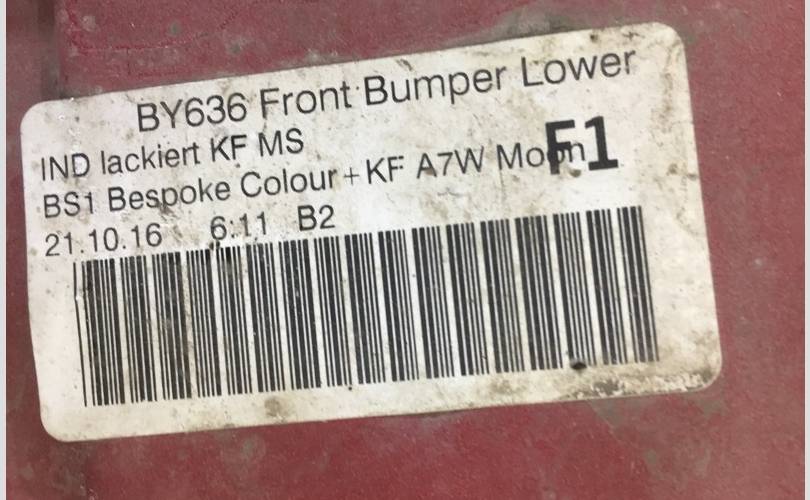 BY636 Front Bumper Lower
IND lackiert KF MS
BS1 Bespoke Colour + KF A7W Moon
F1
21.10.16 6:11 B2